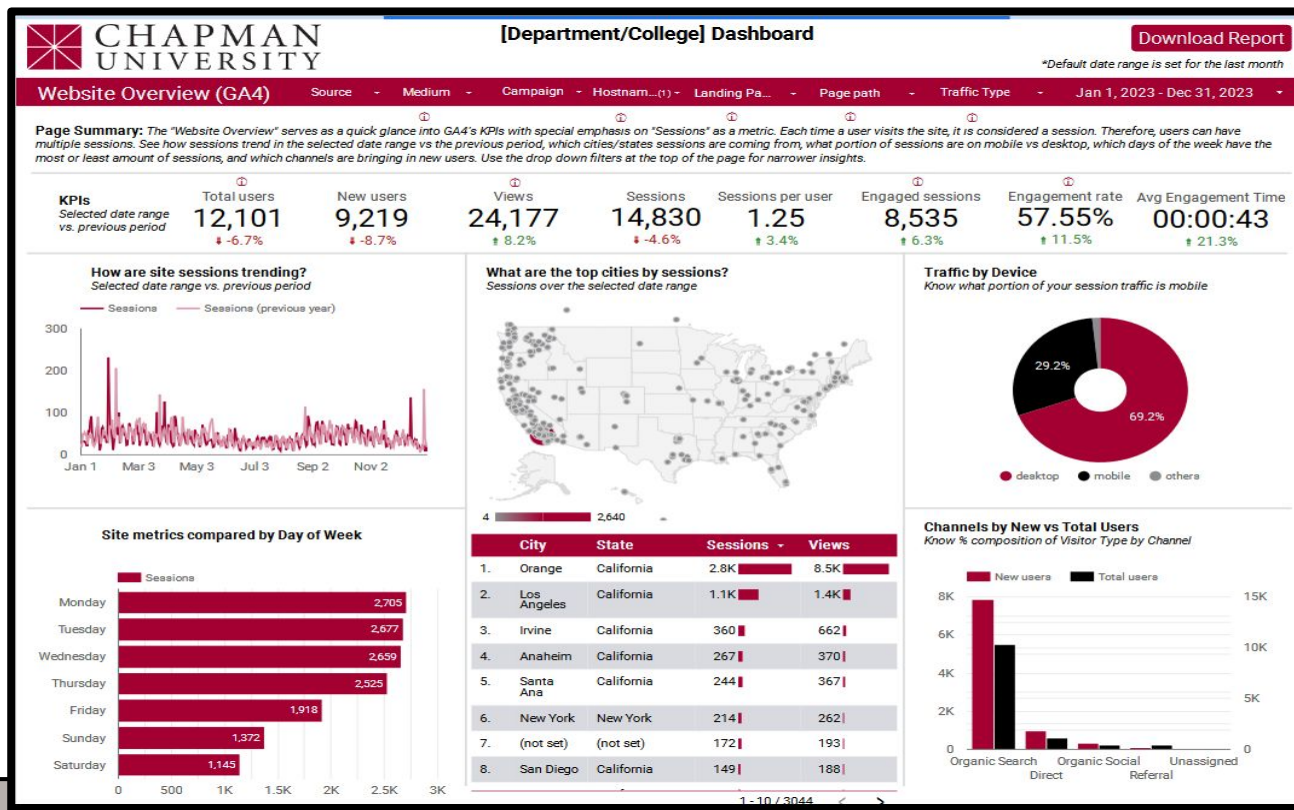 CHAPMAN
UNIVERSITY
[Department/College] Dashboard
Download Report
*Default date range is set for the last month
Website Overview (GA4)
Source
Medium
Campaign
Hostnam...(1)
Landing Pa...
Page path
Traffic Type
Jan 1, 2023 - Dec 31, 2023
Page Summary: The "Website Overview" serves as a quick glance into GA4's KPIs with special emphasis on "Sessions" as a metric. Each time a user visits the site, it is considered a session. Therefore, users can have
multiple sessions. See how sessions trend in the selected date range vs the previous period, which cities/states sessions are coming from, what portion of sessions are on mobile vs desktop, which days of the week have the
most or least amount of sessions, and which channels are bringing in new users. Use the drop down filters at the top of the page for narrower insights.
KPIs
Selected date range
vs. previous period
Total users
12,101
-6.7%
New users
9,219
-8.7%
Views
24,177
8.2%
Sessions
14,830
-4.6%
Sessions per user
1.25
3.4%
Engaged sessions
8,535
6.3%
Engagement rate
57.55%
11.5%
Avg Engagement Time
00:00:43
21.3%
How are site sessions trending?
Selected date range vs. previous period
Sessions
Sessions (previous year)
300
200
100
0
Jan 1
Mar 3
May 3
Jul 3
Sep 2
Nov 2
What are the top cities by sessions?
Sessions over the selected date range
4
2,640
City State Sessions Views
1. Orange California 2.8K 8.5K
2. Los Angeles California 1.1K 1.4K
3. Irvine California 360 662
4. Anaheim California 267 370
5. Santa Ana California 244 367
6. New York New York 214 262
7. (not set) (not set) 172 193
8. San Diego California 149 188
1 - 10 / 3044 < >
Traffic by Device
Know what portion of your session traffic is mobile
29.2%
69.2%
desktop
mobile
others
Site metrics compared by Day of Week
Sessions
Monday 2,705
Tuesday 2,677
Wednesday 2,659
Thursday 2,525
Friday 1,918
Sunday 1,372
Saturday 1,145
0 500 1K 1.5K 2K 2.5K 3K
Channels by New vs Total Users
Know % composition of Visitor Type by Channel
New users
Total users
8K
6K
4K
2K
0
15K
10K
5K
0
Organic Search
Direct
Organic Social
Referral
Unassigned